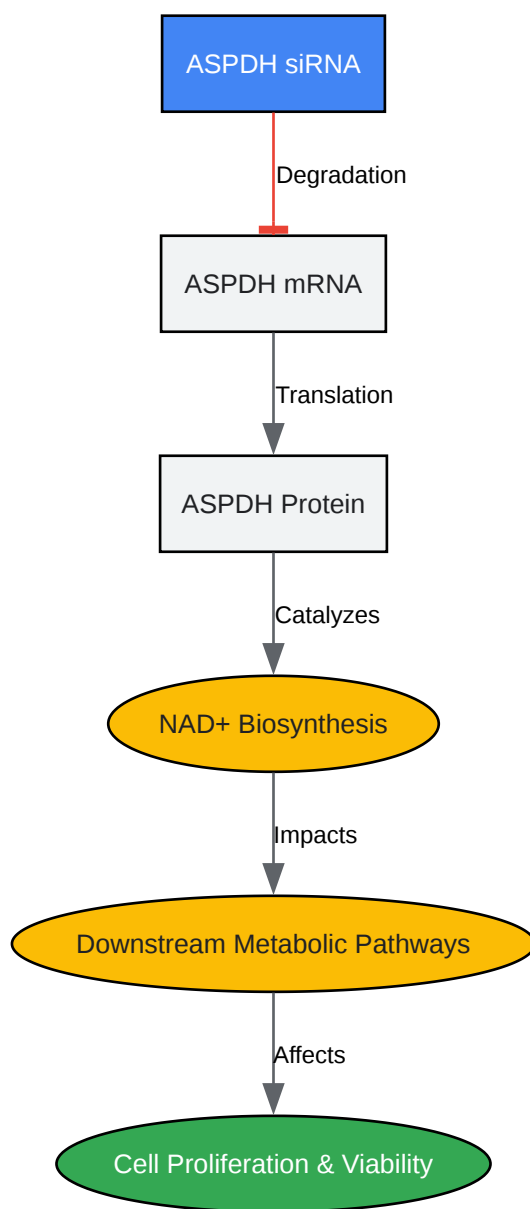 ASPDH siRNA
Degradation
ASPDH mRNA
Translation
ASPDH Protein
Catalyzes
NAD+ Biosynthesis
Impacts
Downstream Metabolic Pathways
Affects
Cell Proliferation & Viability